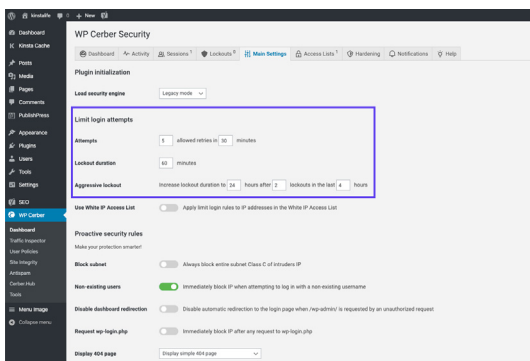 kinstalife
0
+ New
Dashboard
Kinsta Cache
Posts
Media
Pages
Comments
PublishPress
Appearance
Plugins
Users
Tools
Settings
SEO
WP Cerber
Dashboard
Traffic Inspector
User Policies
Site Integrity
Antispam
Cerber.Hub
Tools
Menu Image
Collapse menu
WP Cerber Security
Dashboard Activity Sessions 1 Lockouts 0 Main Settings Access Lists 1 Hardening Notifications Help
Plugin initialization
Load security engine Legacy mode
Limit login attempts
Attempts 5 allowed retries in 30 minutes
Lockout duration 60 minutes
Aggressive lockout Increase lockout duration to 24 hours after 2 lockouts in the last 4 hours
Use White IP Access List Apply limit login rules to IP addresses in the White IP Access List
Proactive security rules
Make your protection smarter!
Block subnet Always block entire subnet Class C of intruders IP
Non-existing users Immediately block IP when attempting to log in with a non-existing username
Disable dashboard redirection Disable automatic redirection to the login page when /wp-admin/ is requested by an unauthorized request
Request wp-login.php Immediately block IP after any request to wp-login.php
Display 404 page Display simple 404 page